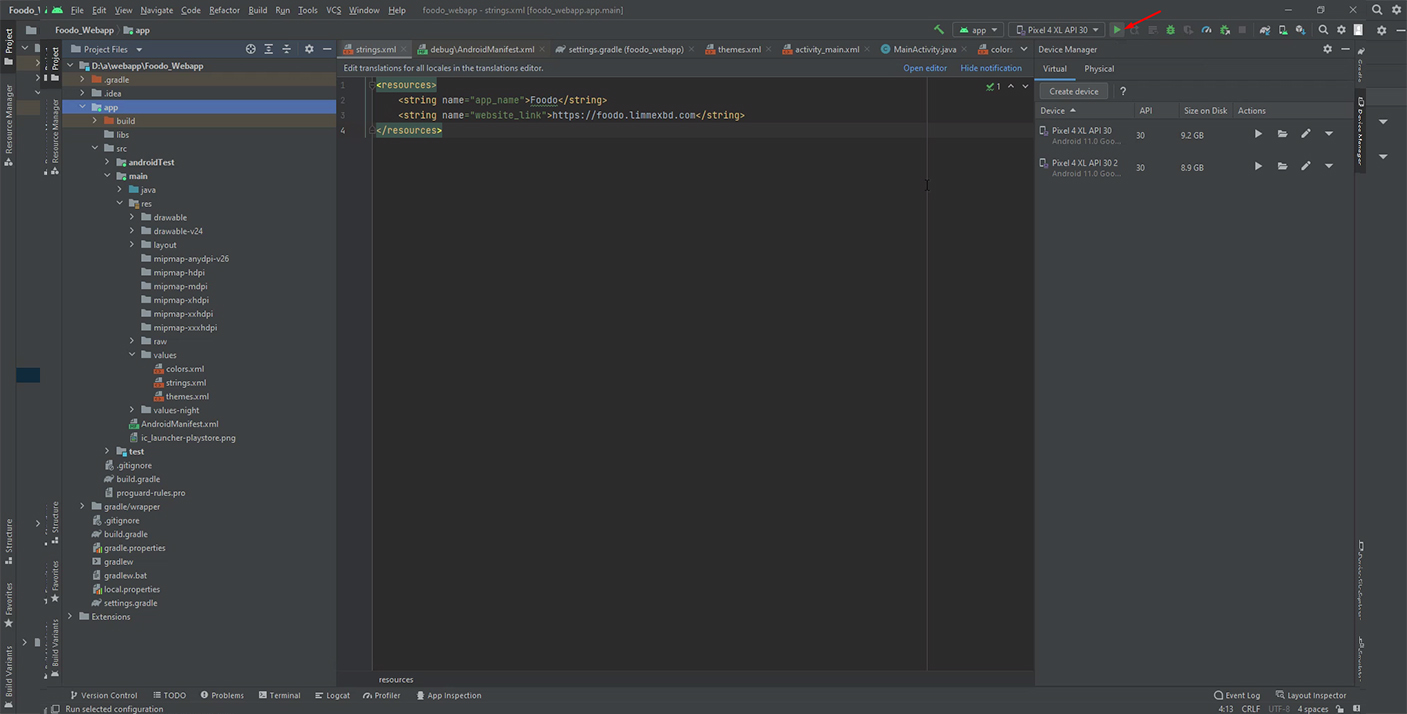 Foodo_
File Edit View Navigate Code Refactor Build Run Tools VCS Window Help
foodo_webapp - strings.xml [foodo_webapp.app.main]
Foodo_Webapp
app
app
Pixel 4 XL API 30
Project
Resource Manager
Structure
Favorites
Build Variants
Project
Resource Manager
Structure
Favorites
Build Variants
Project Files
D:\a\webapp\Foodo_Webapp
.gradle
.idea
app
build
libs
src
androidTest
main
java
res
drawable
drawable-v24
layout
mipmap-anydpi-v26
mipmap-hdpi
mipmap-mdpi
mipmap-xhdpi
mipmap-xxhdpi
mipmap-xxxhdpi
raw
values
colors.xml
strings.xml
themes.xml
values-night
AndroidManifest.xml
ic_launcher-playstore.png
test
.gitignore
build.gradle
proguard-rules.pro
gradle/wrapper
.gitignore
build.gradle
gradle.properties
gradlew
gradlew.bat
local.properties
settings.gradle
Extensions
strings.xml debug\AndroidManifest.xml settings.gradle (foodo_webapp) themes.xml activity_main.xml MainActivity.java colors
Edit translations for all locales in the translations editor. Open editor Hide notification
1 <resources>
2 <string name="app_name">Foodo</string>
3 <string name="website_link">https://foodo.limmexbd.com</string>
4 </resources>
1
resources
Device Manager
Virtual Physical
Create device ?
Device API Size on Disk Actions
Pixel 4 XL API 30 30 9.2 GB
Android 11.0 Goo...
Pixel 4 XL API 30 2 30 8.9 GB
Android 11.0 Goo...
Gradle
Device Manager
Version Control TODO Problems Terminal Logcat Profiler App Inspection Event Log Layout Inspector
Run selected configuration 4:13 CRLF UTF-8 4 spaces